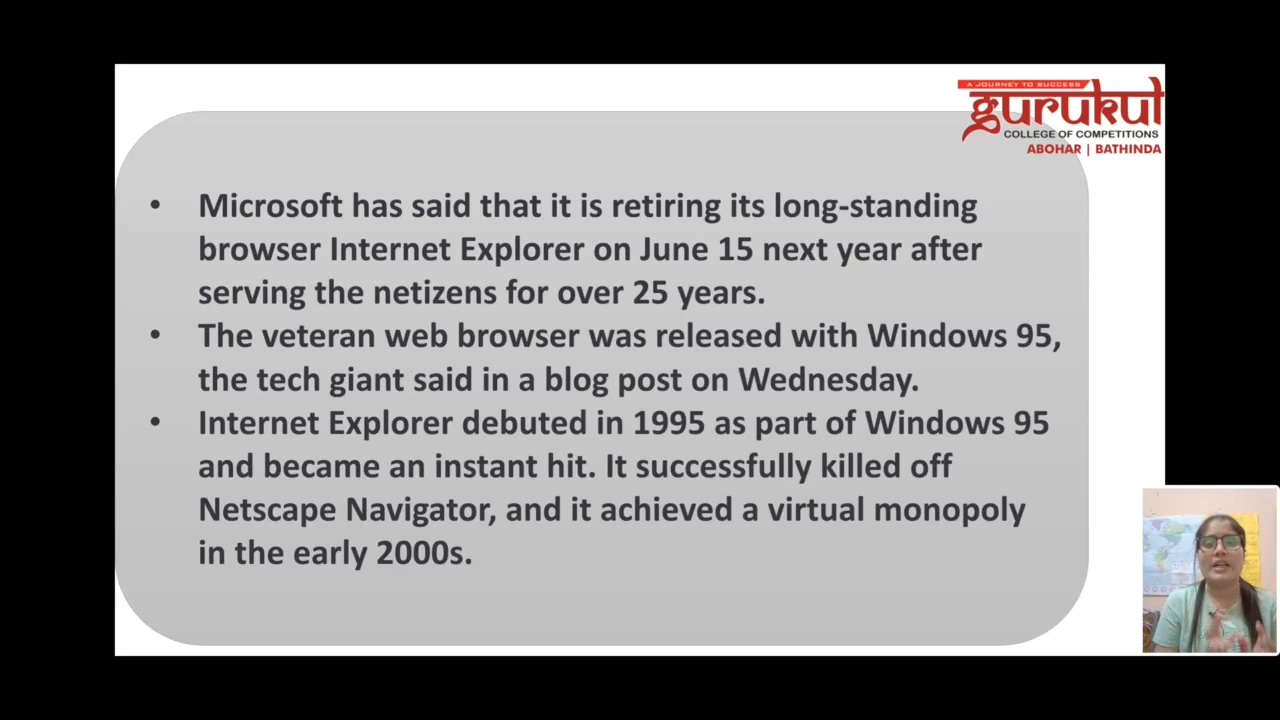 A JOURNEY TO SUCCESS
gurukul
COLLEGE OF COMPETITIONS
ABOHAR | BATHINDA
• Microsoft has said that it is retiring its long-standing
browser Internet Explorer on June 15 next year after
serving the netizens for over 25 years.
• The veteran web browser was released with Windows 95,
the tech giant said in a blog post on Wednesday.
• Internet Explorer debuted in 1995 as part of Windows 95
and became an instant hit. It successfully killed off
Netscape Navigator, and it achieved a virtual monopoly
in the early 2000s.